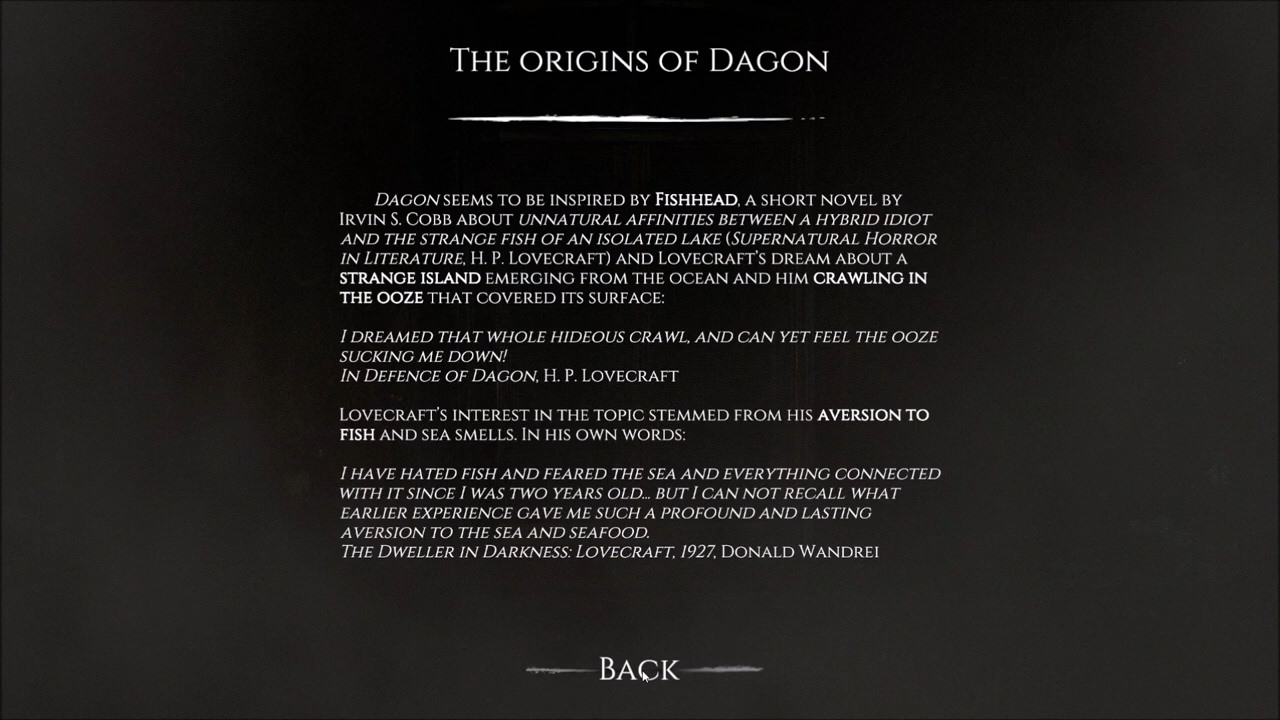 The origins of Dagon
Dagon seems to be inspired by Fishhead, a short novel by
Irvin S. Cobb about unnatural affinities between a hybrid idiot
and the strange fish of an isolated lake (Supernatural Horror
in Literature, H. P. Lovecraft) and Lovecraft's dream about a
strange island emerging from the ocean and him crawling in
the ooze that covered its surface:
I dreamed that whole hideous crawl, and can yet feel the ooze
sucking me down!
In Defence of Dagon, H. P. Lovecraft
Lovecraft's interest in the topic stemmed from his aversion to
fish and sea smells. In his own words:
I have hated fish and feared the sea and everything connected
with it since I was two years old... but I can not recall what
earlier experience gave me such a profound and lasting
aversion to the sea and seafood.
The Dweller in Darkness: Lovecraft, 1927, Donald Wandrei
Back